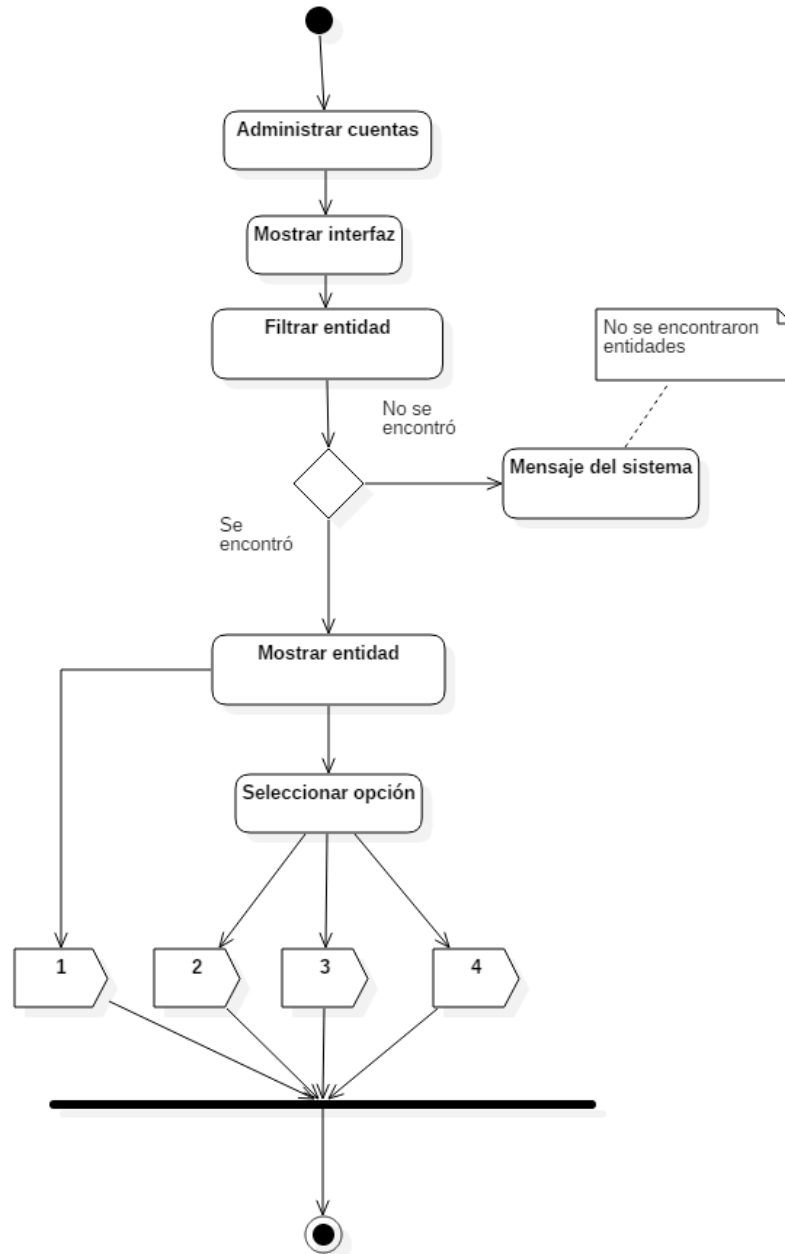 Administrar cuentas
Mostrar interfaz
Filtrar entidad
No se encontraron
entidades
No se
encontró
Mensaje del sistema
Se
encontró
Mostrar entidad
Seleccionar opción
1
2
3
4